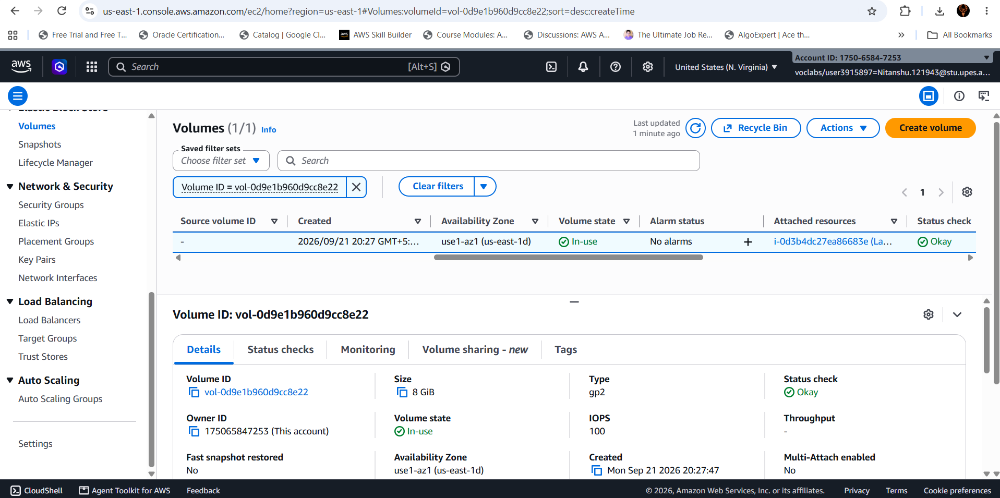 us-east-1.console.aws.amazon.com/ec2/home?region=us-east-1#Volumes:volumeId=vol-0d9e1b960d9cc8e22;sort=desc:createTime
Free Trial and Free T... Oracle Certification... Catalog | Google Cl... aws AWS Skill Builder Course Modules: A... Discussions: AWS A... The Ultimate Job Re... AlgoExpert | Ace th... » All Bookmarks
aws Search [Alt+S] United States (N. Virginia) Account ID: 1750-6584-7253
voclabs/user3915897=Nitanshu.121943@stu.upes.a...
Elastic Block Store
Volumes
Snapshots
Lifecycle Manager
Network & Security
Security Groups
Elastic IPs
Placement Groups
Key Pairs
Network Interfaces
Load Balancing
Load Balancers
Target Groups
Trust Stores
Auto Scaling
Auto Scaling Groups
Settings
Volumes (1/1) Info
Last updated
1 minute ago
Recycle Bin Actions Create volume
Saved filter sets
Choose filter set Search
Volume ID = vol-0d9e1b960d9cc8e22 Clear filters
1
Source volume ID Created Availability Zone Volume state Alarm status Attached resources Status check
- 2026/09/21 20:27 GMT+5:... use1-az1 (us-east-1d) In-use No alarms + i-0d3b4dc27ea86683e (La... Okay
Volume ID: vol-0d9e1b960d9cc8e22
Details Status checks Monitoring Volume sharing - new Tags
Volume ID Size Type Status check
vol-0d9e1b960d9cc8e22 8 GiB gp2 Okay
Owner ID Volume state IOPS Throughput
175065847253 (This account) In-use 100 -
Fast snapshot restored Availability Zone Created Multi-Attach enabled
No use1-az1 (us-east-1d) Mon Sep 21 2026 20:27:47 No
CloudShell Agent Toolkit for AWS Feedback © 2026, Amazon Web Services, Inc. or its affiliates. Privacy Terms Cookie preferences